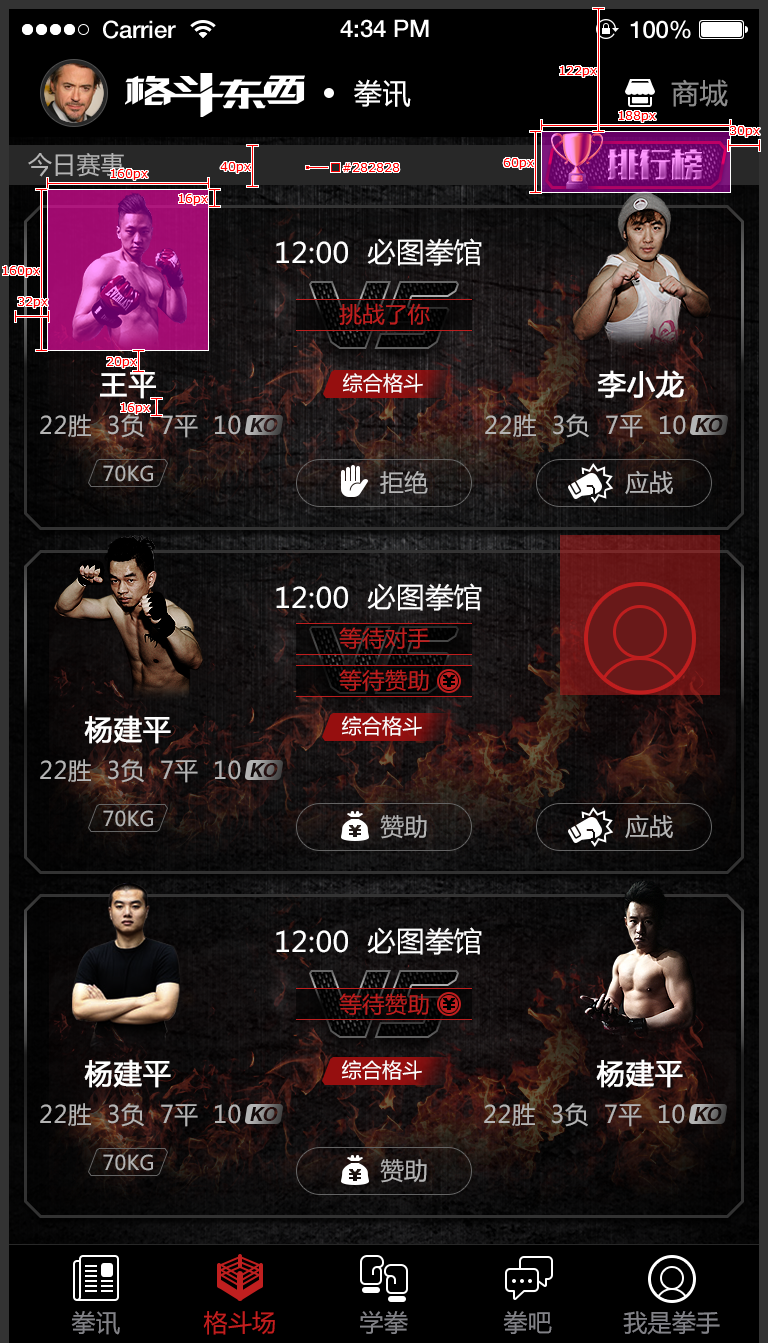 Carrier 4:34 PM 100%
122px
格斗东西 • 拳讯 商城
188px
30px
今日赛事 40px #282828 60px 排行榜
160px
16px
12:00 必图拳馆
160px
VS
32px
挑战了你
20px
王平 综合格斗 李小龙
16px
22胜 3负 7平 10 KO 22胜 3负 7平 10 KO
70KG 拒绝 应战
12:00 必图拳馆
等待对手
等待赞助 ¥
杨建平 综合格斗
22胜 3负 7平 10 KO
70KG ¥ 赞助 应战
12:00 必图拳馆
VS
等待赞助 ¥
杨建平 综合格斗 杨建平
22胜 3负 7平 10 KO 22胜 3负 7平 10 KO
70KG ¥ 赞助
拳讯 格斗场 学拳 拳吧 我是拳手